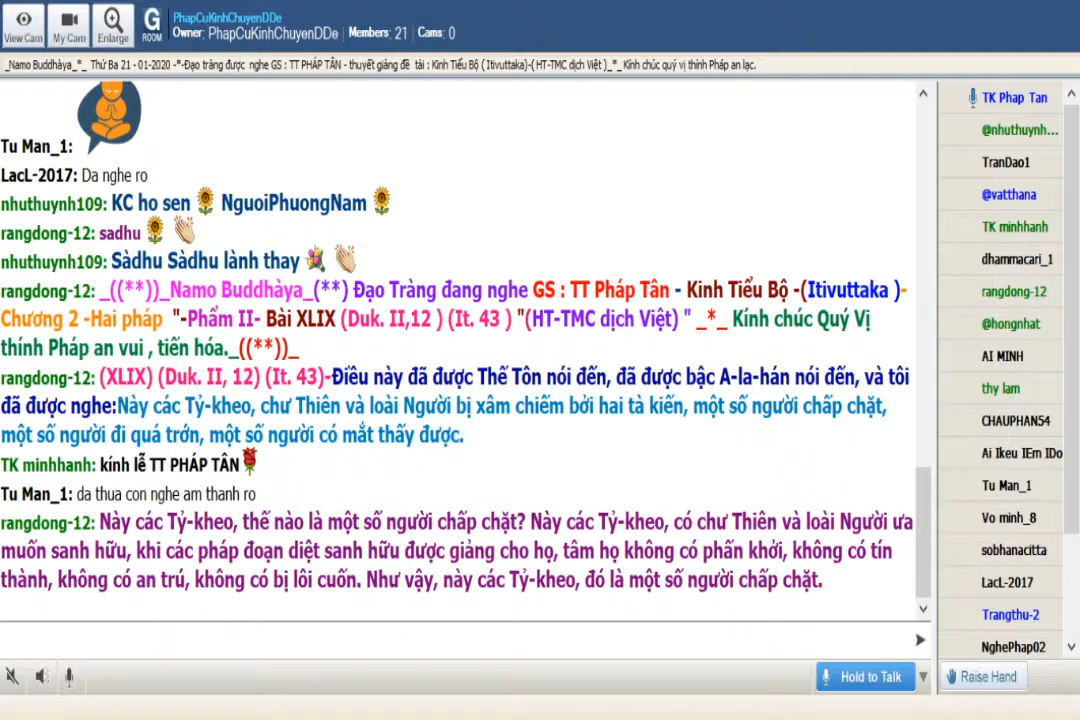 PhapCuKinhChuyenDDe
View Cam My Cam Enlarge G ROOM Owner: PhapCuKinhChuyenDDe Members: 21 Cams: 0
_Namo Buddhàya_*_ Thứ Ba 21 - 01-2020 -*-Đạo tràng được nghe GS : TT PHÁP TÂN - thuyết giảng đề tài : Kinh Tiểu Bộ ( Itivuttaka)-( HT-TMC dịch Việt )_*_Kính chúc quý vị thính Pháp an lạc.
Tu Man_1:
LacL-2017: Da nghe ro
nhuthuynh109: KC ho sen NguoiPhuongNam
rangdong-12: sadhu
nhuthuynh109: Sàdhu Sàdhu lành thay
rangdong-12: _((**))_Namo Buddhàya_(**) Đạo Tràng đang nghe GS : TT Pháp Tân - Kinh Tiểu Bộ -(Itivuttaka )-
Chương 2 -Hai pháp "-Phẩm II- Bài XLIX (Duk. II,12 ) (It. 43 ) "(HT-TMC dịch Việt) " _*_ Kính chúc Quý Vị
thính Pháp an vui , tiến hóa._((**))_
rangdong-12: (XLIX) (Duk. II, 12) (It. 43)-Điều này đã được Thế Tôn nói đến, đã được bậc A-la-hán nói đến, và tôi
đã được nghe:Này các Tỷ-kheo, chư Thiên và loài Người bị xâm chiếm bởi hai tà kiến, một số người chấp chặt,
một số người đi quá trớn, một số người có mắt thấy được.
TK minhhanh: kính lễ TT PHÁP TÂN
Tu Man_1: da thua con nghe am thanh ro
rangdong-12: Này các Tỷ-kheo, thế nào là một số người chấp chặt? Này các Tỷ-kheo, có chư Thiên và loài Người ưa
muốn sanh hữu, khi các pháp đoạn diệt sanh hữu được giảng cho họ, tâm họ không có phấn khởi, không có tín
thành, không có an trú, không có bị lôi cuốn. Như vậy, này các Tỷ-kheo, đó là một số người chấp chặt.
TK Phap Tan
@nhuthuynh...
TranDao1
@vatthana
TK minhhanh
dhammacari_1
rangdong-12
@hongnhat
AI MINH
thy lam
CHAUPHAN54
Ai Ikeu IEm IDo
Tu Man_1
Vo minh_8
sobhanacitta
LacL-2017
Trangthu-2
NghePhap02
Hold to Talk
Raise Hand